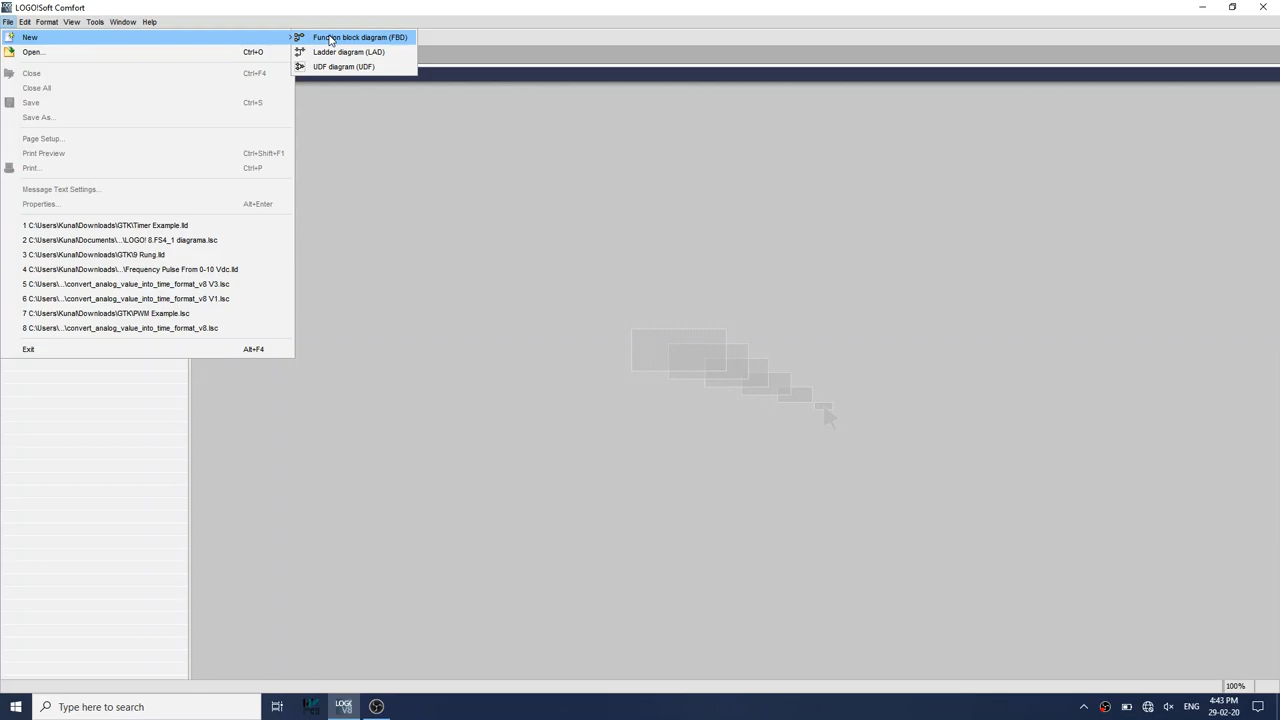 LOGO!Soft Comfort
File Edit Format View Tools Window Help
New
Function block diagram (FBD)
Open... Ctrl+O
Ladder diagram (LAD)
UDF diagram (UDF)
Close Ctrl+F4
Close All
Save Ctrl+S
Save As...
Page Setup...
Print Preview Ctrl+Shift+F1
Print... Ctrl+P
Message Text Settings...
Properties... Alt+Enter
1 C:\Users\Kunal\Downloads\GTK\Timer Example.lld
2 C:\Users\Kunal\Documents\...\LOGO! 8.FS4_1 diagrama.lsc
3 C:\Users\Kunal\Downloads\GTK\9 Rung.lld
4 C:\Users\Kunal\Downloads\...\Frequency Pulse From 0-10 Vdc.lld
5 C:\Users\...\convert_analog_value_into_time_format_v8 V3.lsc
6 C:\Users\...\convert_analog_value_into_time_format_v8 V1.lsc
7 C:\Users\Kunal\Downloads\GTK\PWM Example.lsc
8 C:\Users\...\convert_analog_value_into_time_format_v8.lsc
Exit Alt+F4
100%
Type here to search
ENG
4:43 PM
29-02-20